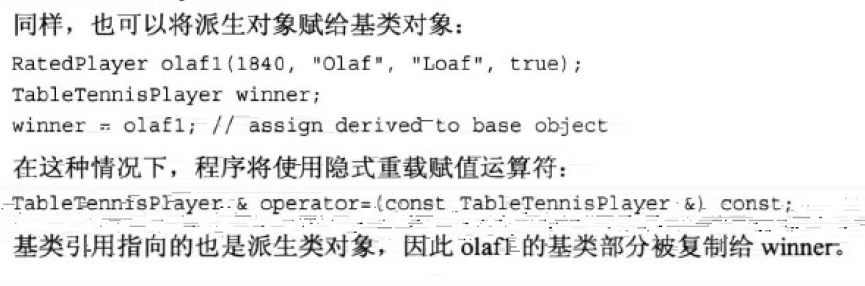 同样，也可以将派生对象赋给基类对象：
RatedPlayer olaf1(1840, "Olaf", "Loaf", true);
TableTennisPlayer winner;
winner = olaf1; // assign derived to base object
在这种情况下，程序将使用隐式重载赋值运算符：
TableTennisPlayer & operator=(const TableTennisPlayer &) const;
基类引用指向的也是派生类对象，因此 olaf1 的基类部分被复制给 winner。